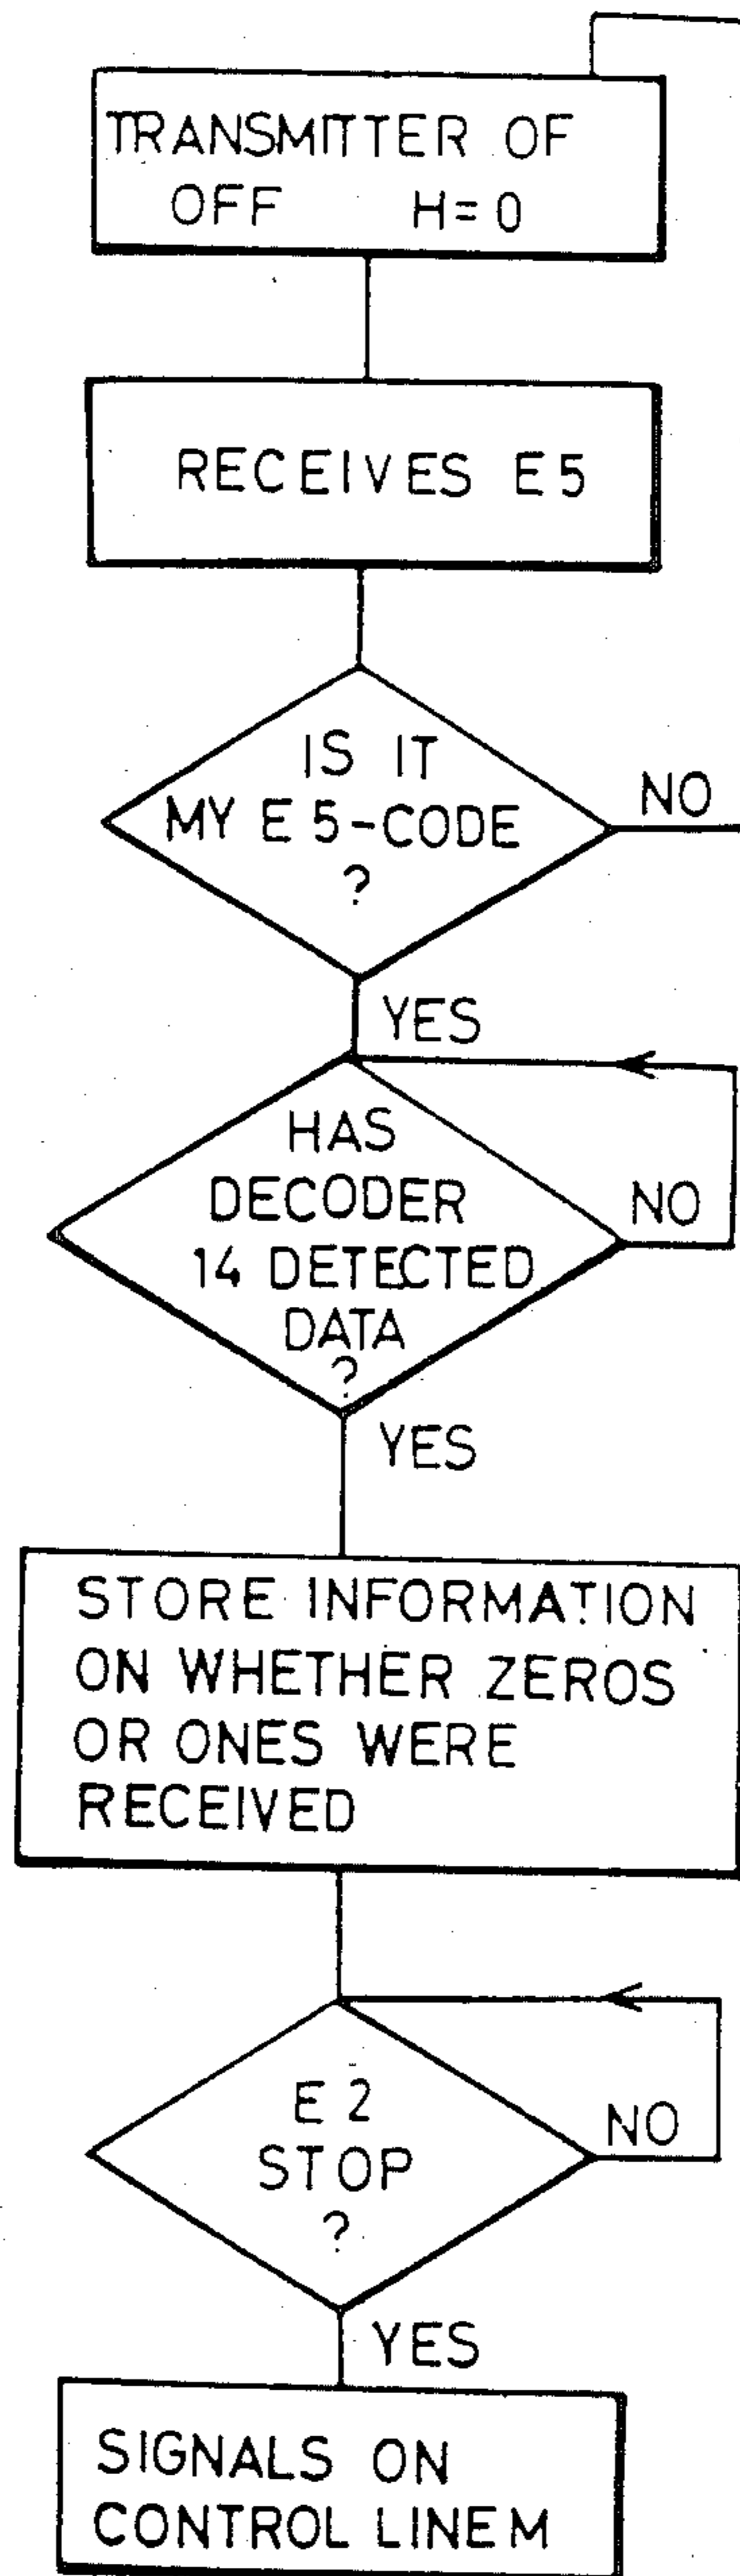 TRANSMITTER OF
OFF H=0
RECEIVES E5
IS IT
MY E5-CODE
?
NO
YES
HAS
DECODER
14 DETECTED
DATA
?
NO
YES
STORE INFORMATION
ON WHETHER ZEROS
OR ONES WERE
RECEIVED
E2
STOP
?
NO
YES
SIGNALS ON
CONTROL LINE M